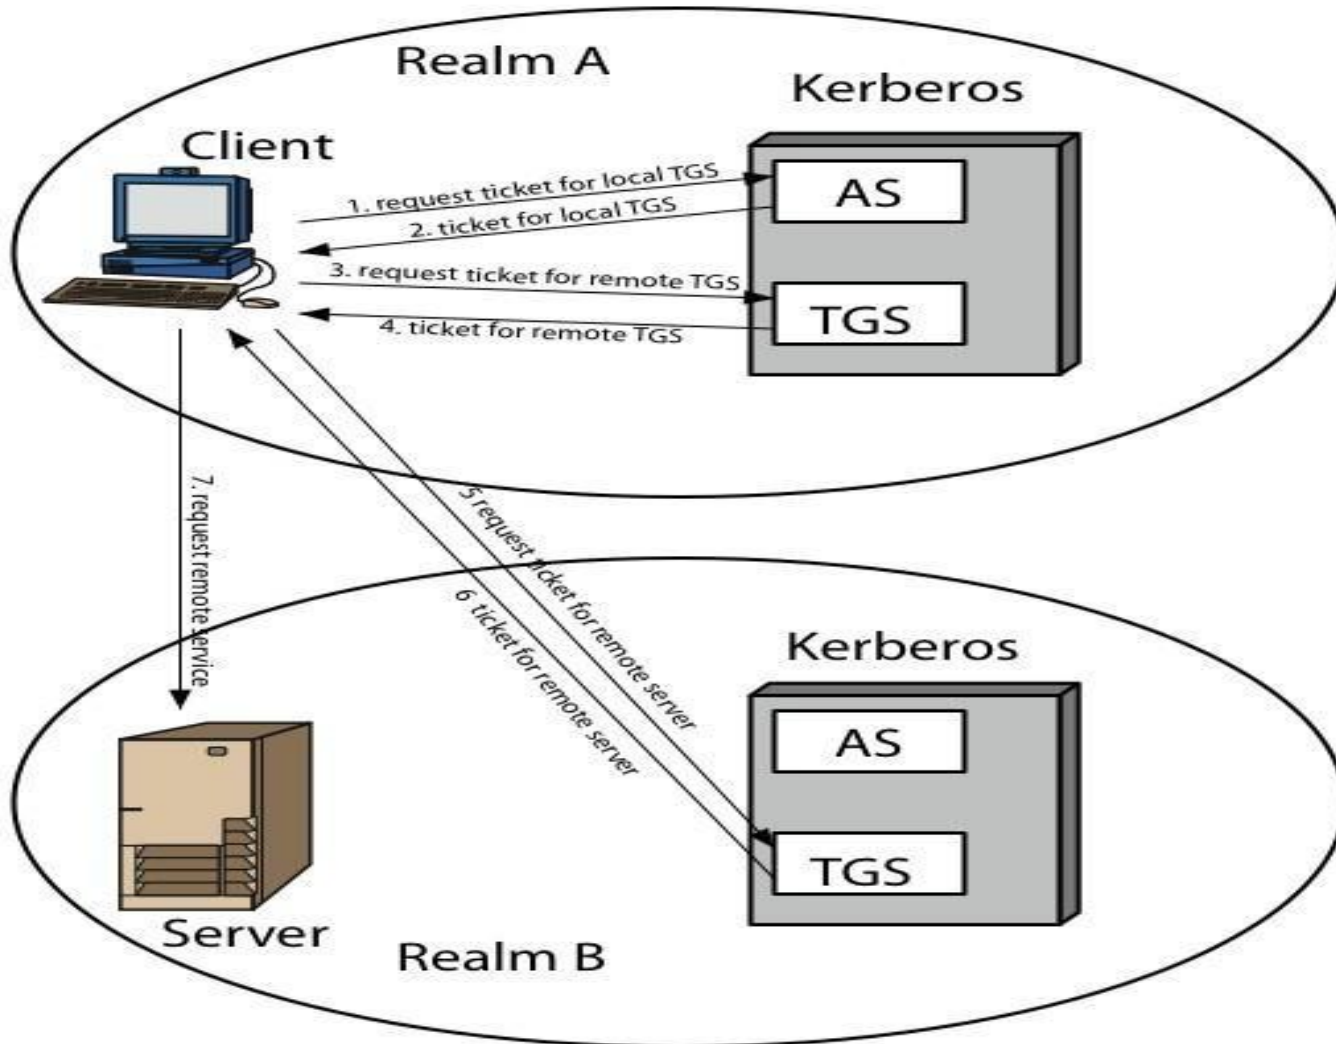 Realm A
Kerberos
Client
1. request ticket for local TGS
AS
2. ticket for local TGS
3. request ticket for remote TGS
TGS
4. ticket for remote TGS
7. request remote service
5 request ticket for remote server
6 ticket for remote server
Kerberos
AS
TGS
Server
Realm B